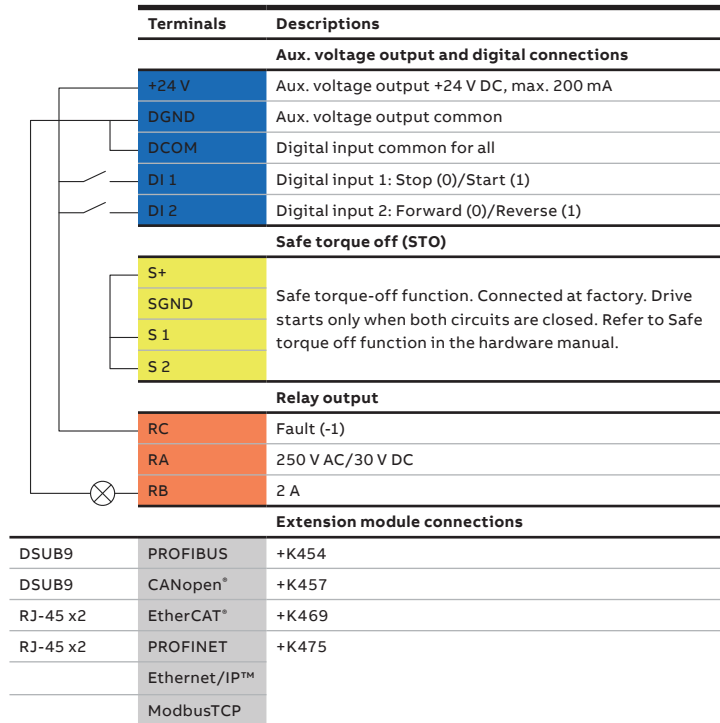 Terminals Descriptions
Aux. voltage output and digital connections
+24 V Aux. voltage output +24 V DC, max. 200 mA
DGND Aux. voltage output common
DCOM Digital input common for all
DI 1 Digital input 1: Stop (0)/Start (1)
DI 2 Digital input 2: Forward (0)/Reverse (1)
Safe torque off (STO)
S+
SGND
S 1
S 2
Safe torque-off function. Connected at factory. Drive
starts only when both circuits are closed. Refer to Safe
torque off function in the hardware manual.
Relay output
RC Fault (-1)
RA 250 V AC/30 V DC
RB 2 A
Extension module connections
DSUB9 PROFIBUS +K454
DSUB9 CANopen® +K457
RJ-45 x2 EtherCAT® +K469
RJ-45 x2 PROFINET +K475
Ethernet/IP™
ModbusTCP